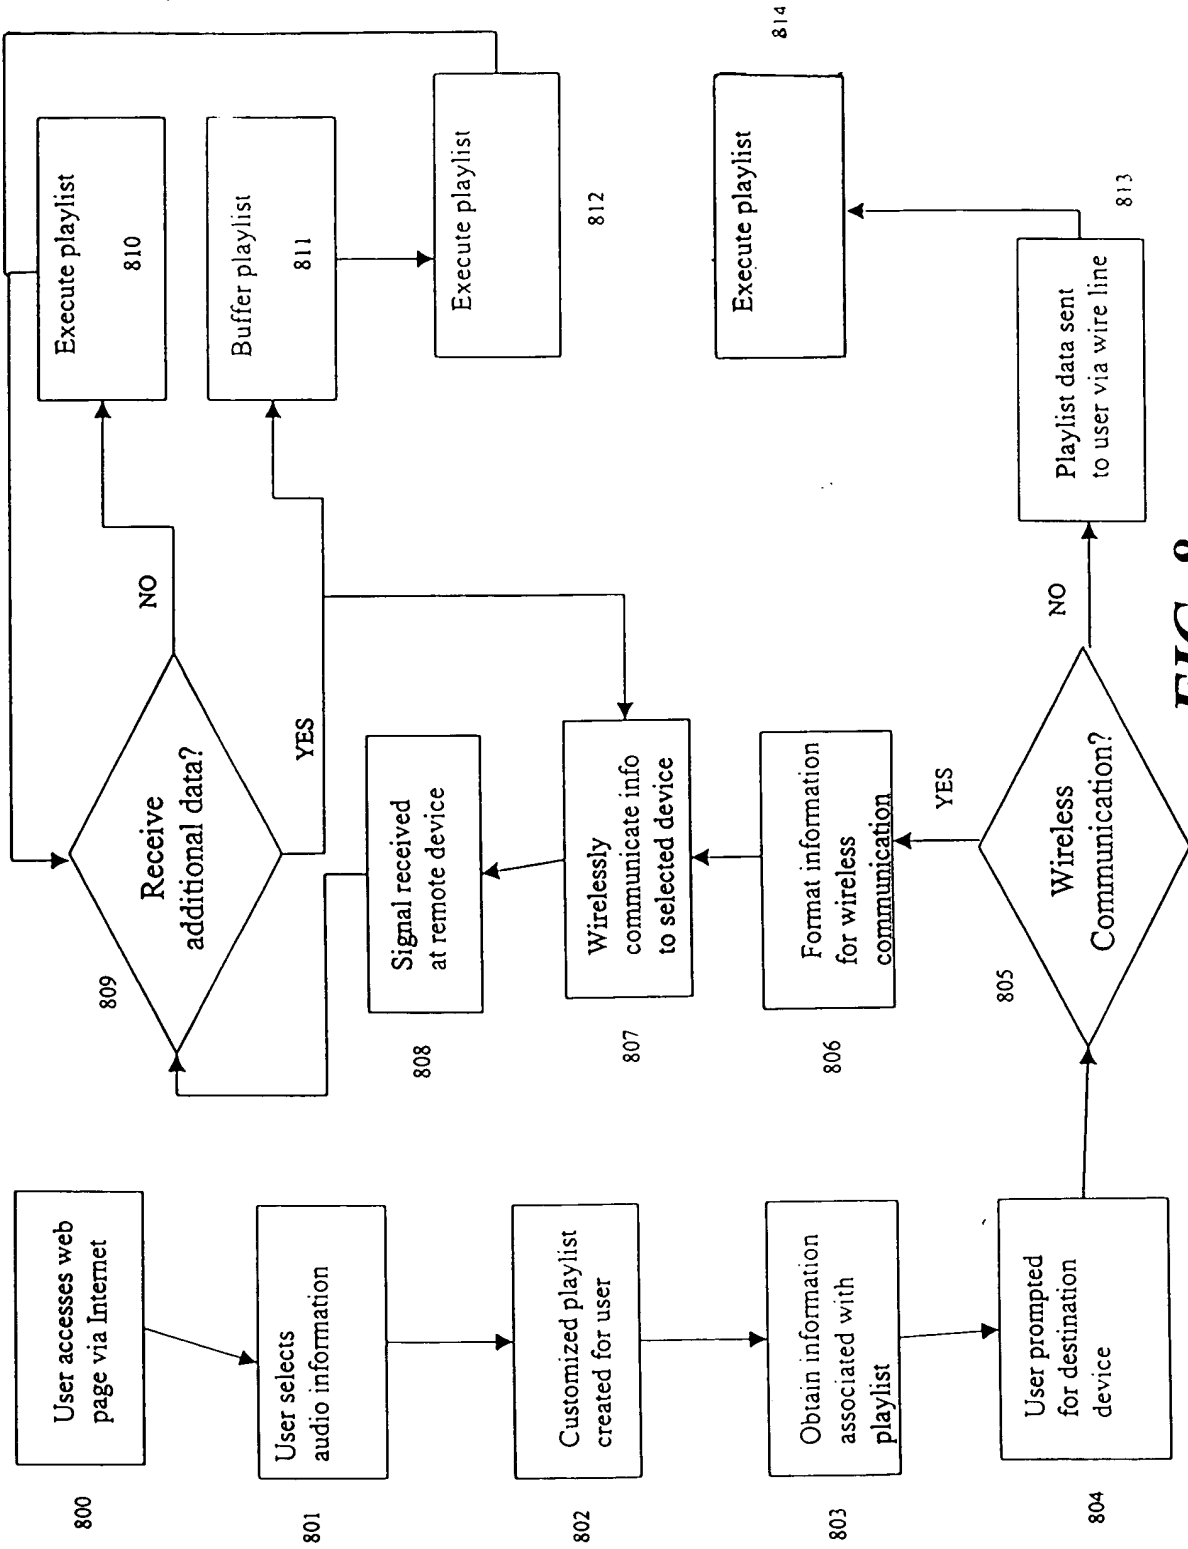 User accesses web
page via Internet
800
User selects
audio information
801
Customized playlist
created for user
802
Obtain information
associated with
playlist
803
User prompted
for destination
device
804
Wireless
Communication?
805
YES
NO
Format information
for wireless
communication
806
Wirelessly
communicate info
to selected device
807
Signal received
at remote device
808
Receive
additional data?
809
NO
YES
Execute playlist
810
Buffer playlist
811
Execute playlist
812
Playlist data sent
to user via wire line
813
Execute playlist
814
FIG. 8